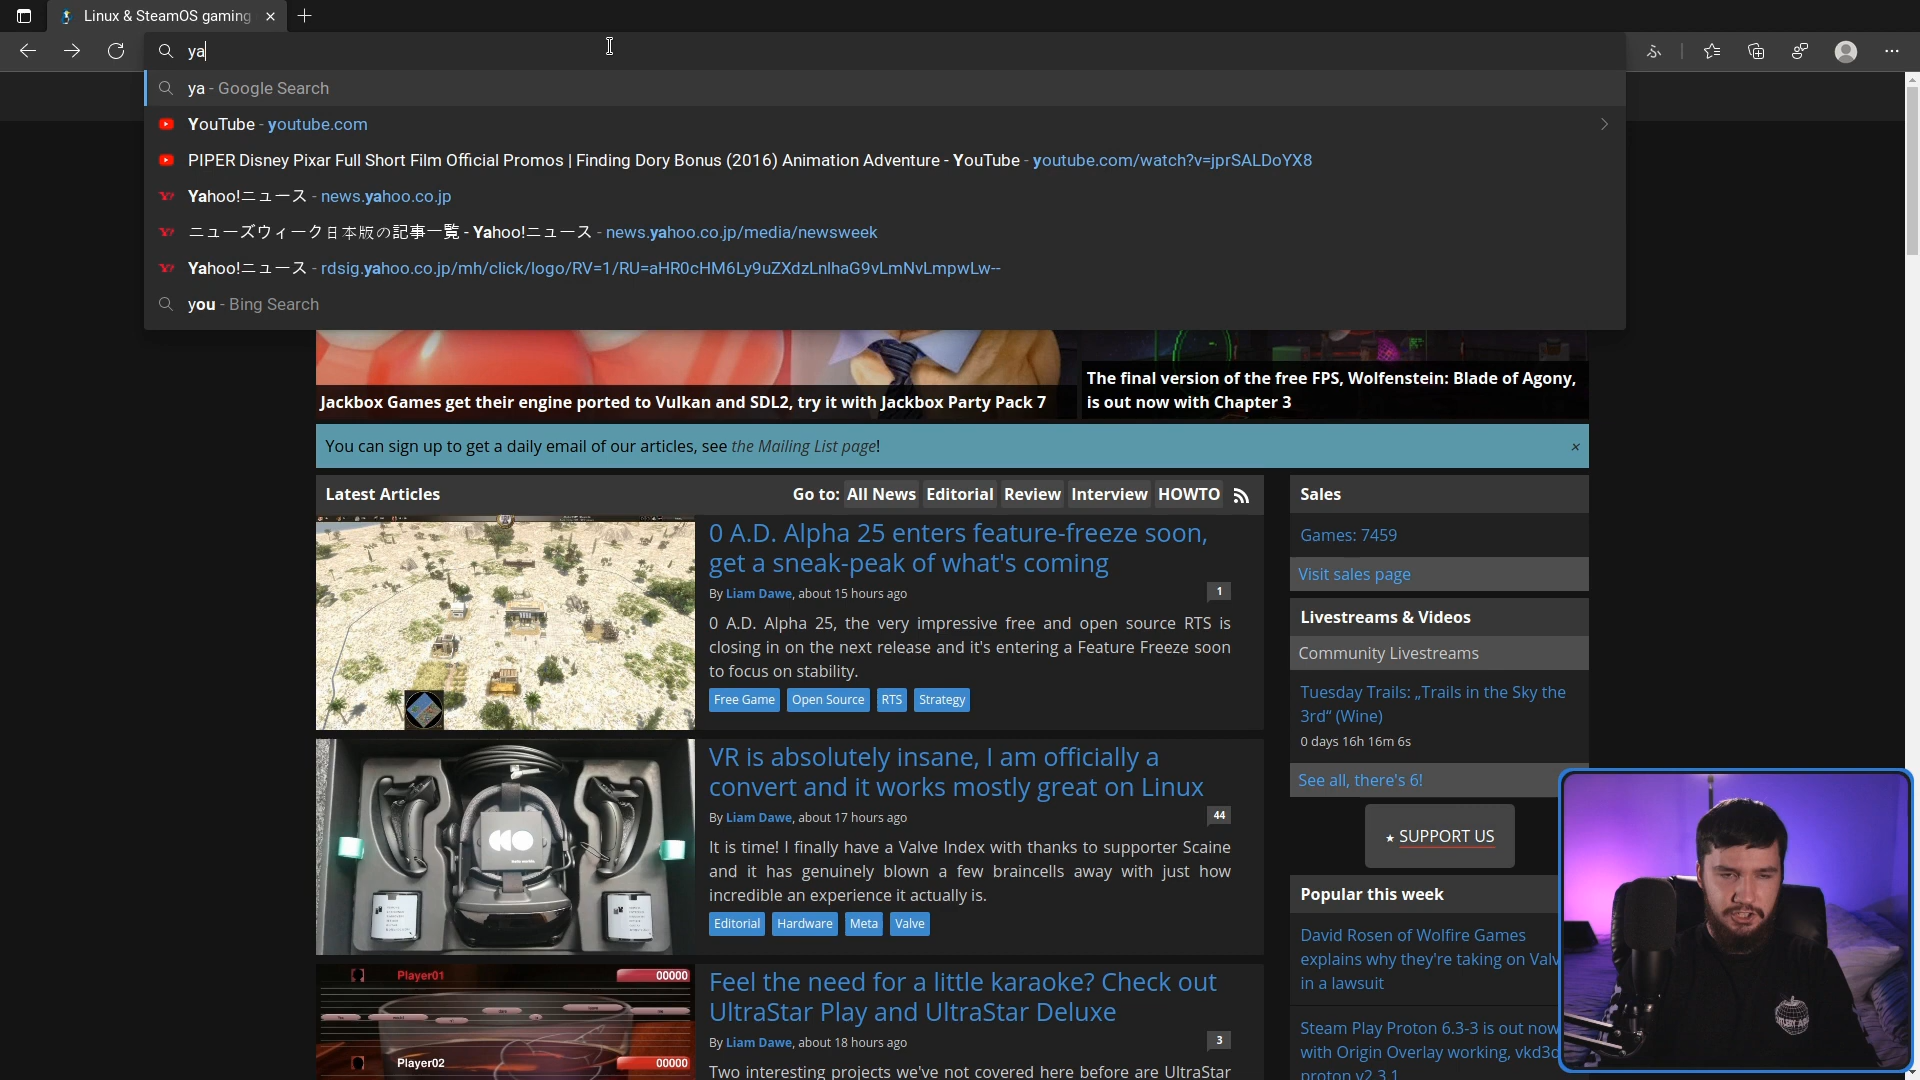 Linux & SteamOS gaming
ya
ya - Google Search
YouTube - youtube.com
PIPER Disney Pixar Full Short Film Official Promos | Finding Dory Bonus (2016) Animation Adventure - YouTube - youtube.com/watch?v=jprSALDoYX8
Yahoo!ニュース - news.yahoo.co.jp
ニューズウィーク日本版の記事一覧 - Yahoo!ニュース - news.yahoo.co.jp/media/newsweek
Yahoo!ニュース - rdsig.yahoo.co.jp/mh/click/logo/RV=1/RU=aHR0cHM6Ly9uZXdzLnlhaG9vLmNvLmpwLw--
you - Bing Search
Jackbox Games get their engine ported to Vulkan and SDL2, try it with Jackbox Party Pack 7
The final version of the free FPS, Wolfenstein: Blade of Agony,
is out now with Chapter 3
You can sign up to get a daily email of our articles, see the Mailing List page!
Latest Articles
Go to: All News Editorial Review Interview HOWTO
0 A.D. Alpha 25 enters feature-freeze soon,
get a sneak-peak of what's coming
By Liam Dawe, about 15 hours ago
1
0 A.D. Alpha 25, the very impressive free and open source RTS is
closing in on the next release and it's entering a Feature Freeze soon
to focus on stability.
Free Game Open Source RTS Strategy
VR is absolutely insane, I am officially a
convert and it works mostly great on Linux
By Liam Dawe, about 17 hours ago
44
It is time! I finally have a Valve Index with thanks to supporter Scaine
and it has genuinely blown a few braincells away with just how
incredible an experience it actually is.
Editorial Hardware Meta Valve
Player01
00000
Player02
00000
Feel the need for a little karaoke? Check out
UltraStar Play and UltraStar Deluxe
By Liam Dawe, about 18 hours ago
3
Two interesting projects we've not covered here before are UltraStar
Sales
Games: 7459
Visit sales page
Livestreams & Videos
Community Livestreams
Tuesday Trails: „Trails in the Sky the
3rd“ (Wine)
0 days 16h 16m 6s
See all, there's 6!
SUPPORT US
Popular this week
David Rosen of Wolfire Games
explains why they're taking on Valv
in a lawsuit
Steam Play Proton 6.3-3 is out now
with Origin Overlay working, vkd3d
proton v2.3.1